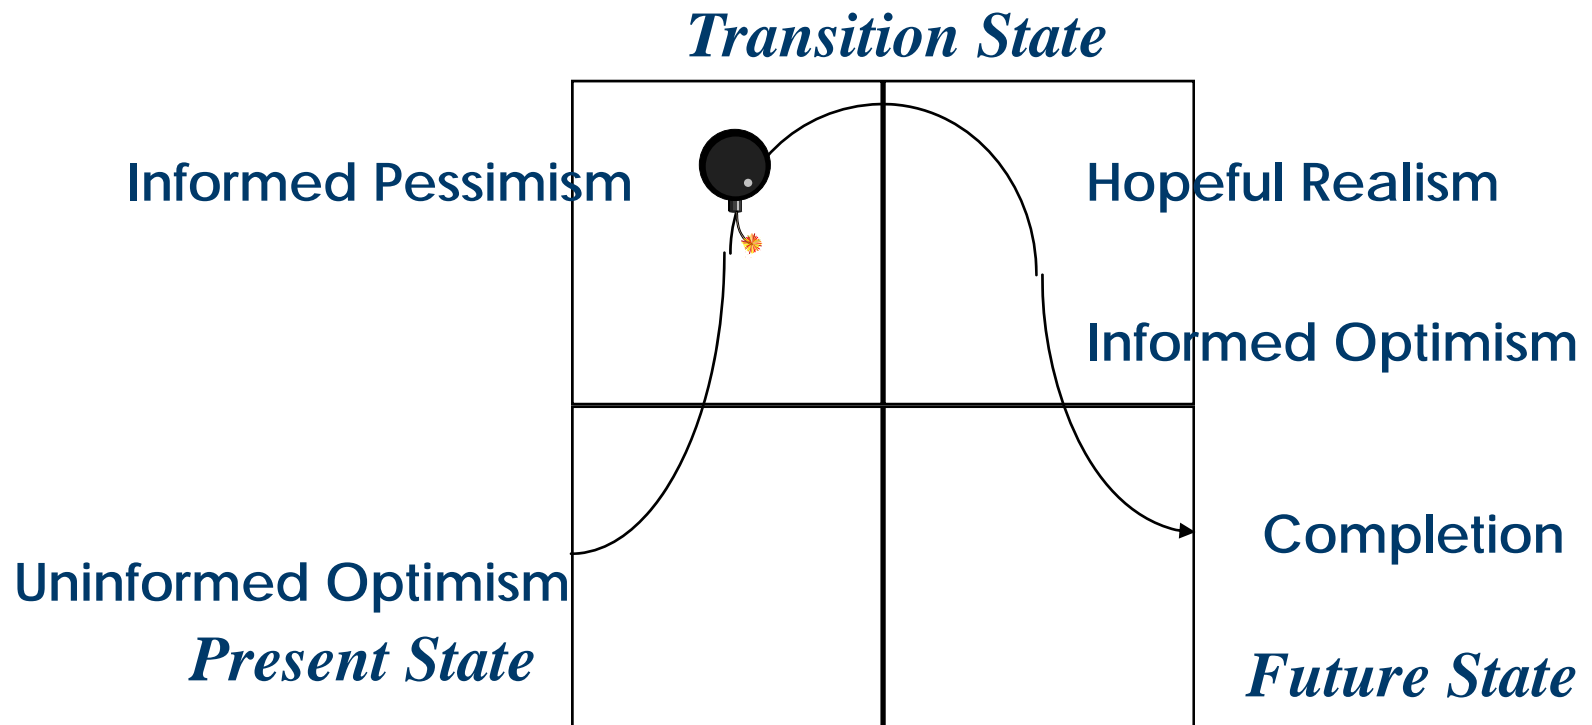 Transition State
Informed Pessimism
Hopeful Realism
Informed Optimism
Completion
Uninformed Optimism
Present State
Future State